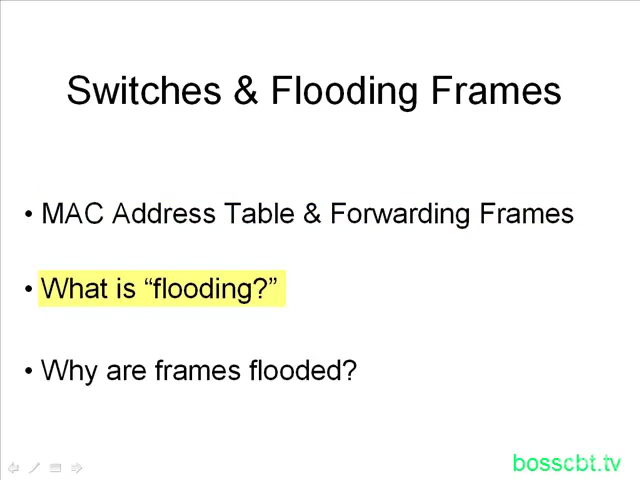 Switches & Flooding Frames
• MAC Address Table & Forwarding Frames
• What is “flooding?”
• Why are frames flooded?
bosscbt.tv